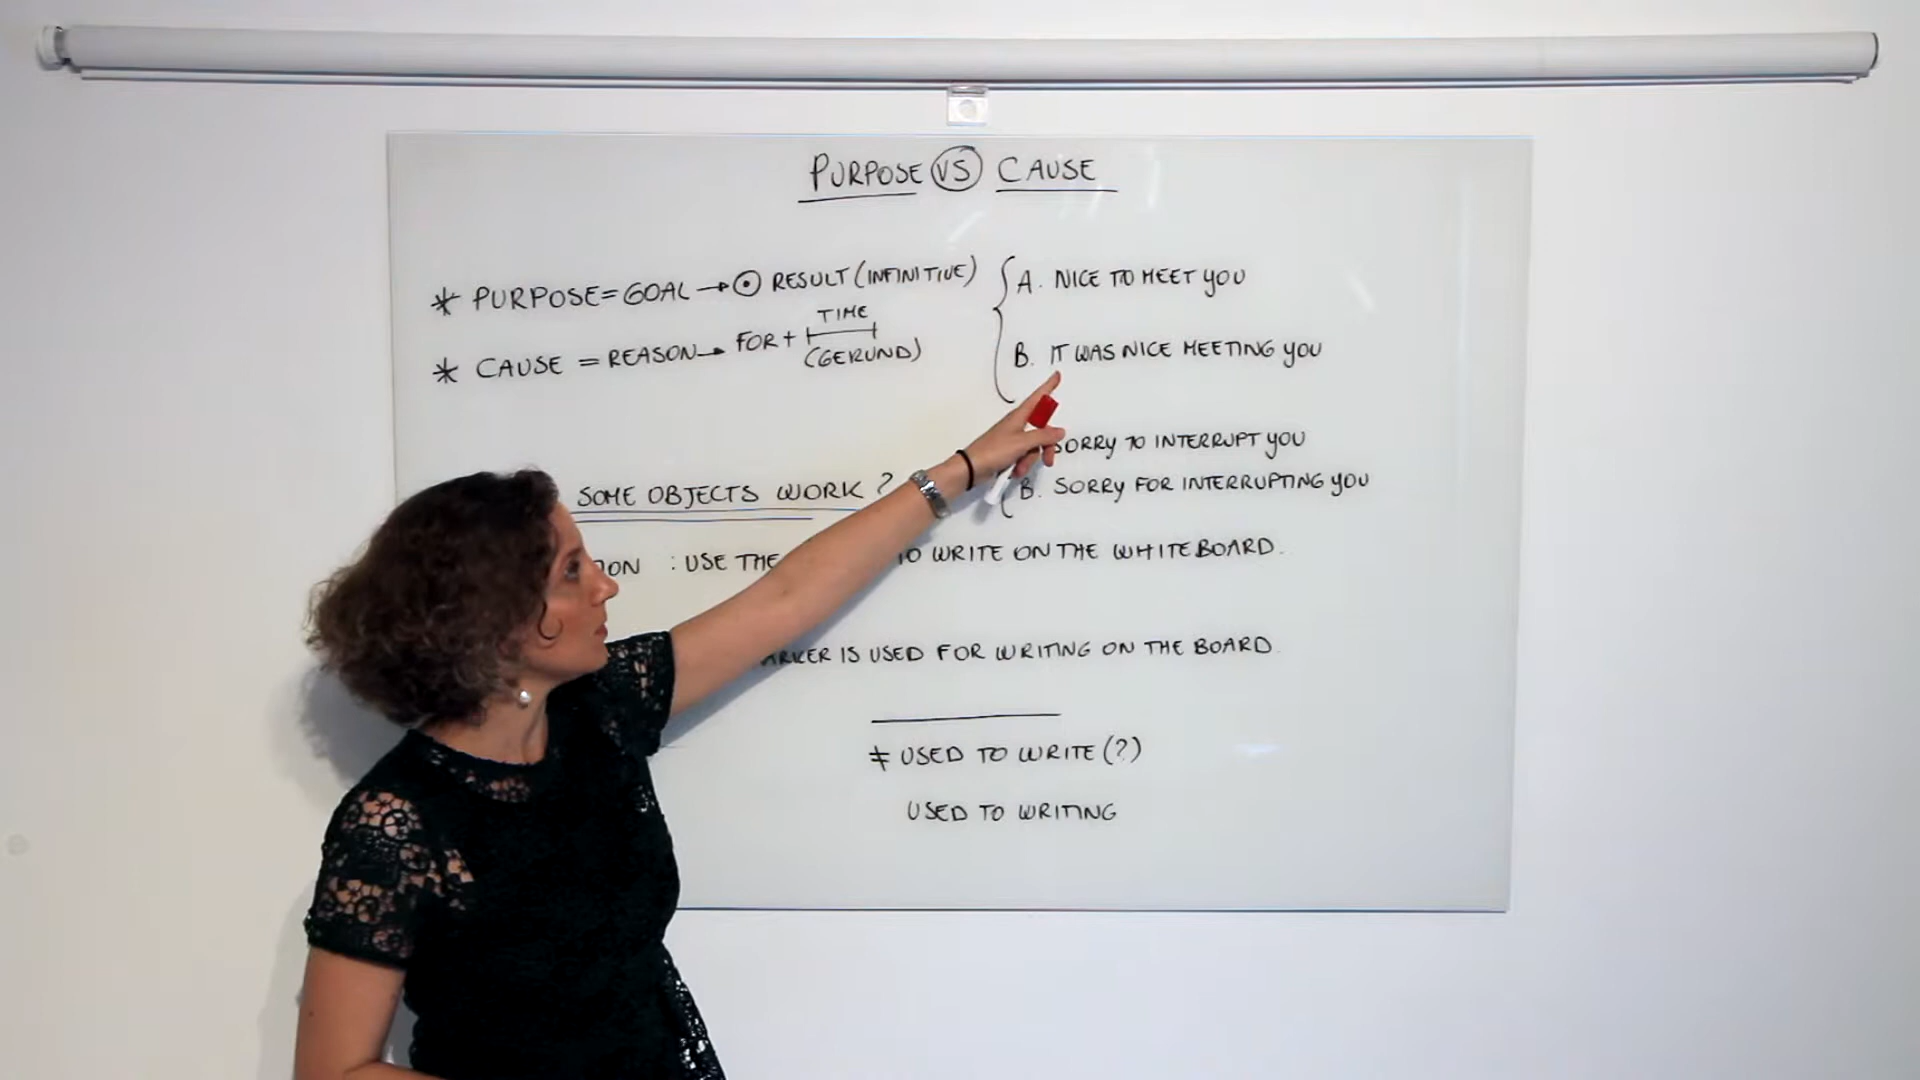 PURPOSE VS CAUSE
* PURPOSE = GOAL → RESULT (INFINITIVE)
* CAUSE = REASON → FOR + TIME (GERUND)
A. NICE TO MEET YOU
B. IT WAS NICE MEETING YOU
SORRY TO INTERRUPT YOU
B. SORRY FOR INTERRUPTING YOU
SOME OBJECTS WORK?
: USE THE TO WRITE ON THE WHITEBOARD.
IS USED FOR WRITING ON THE BOARD.
≠ USED TO WRITE (?)
USED TO WRITING